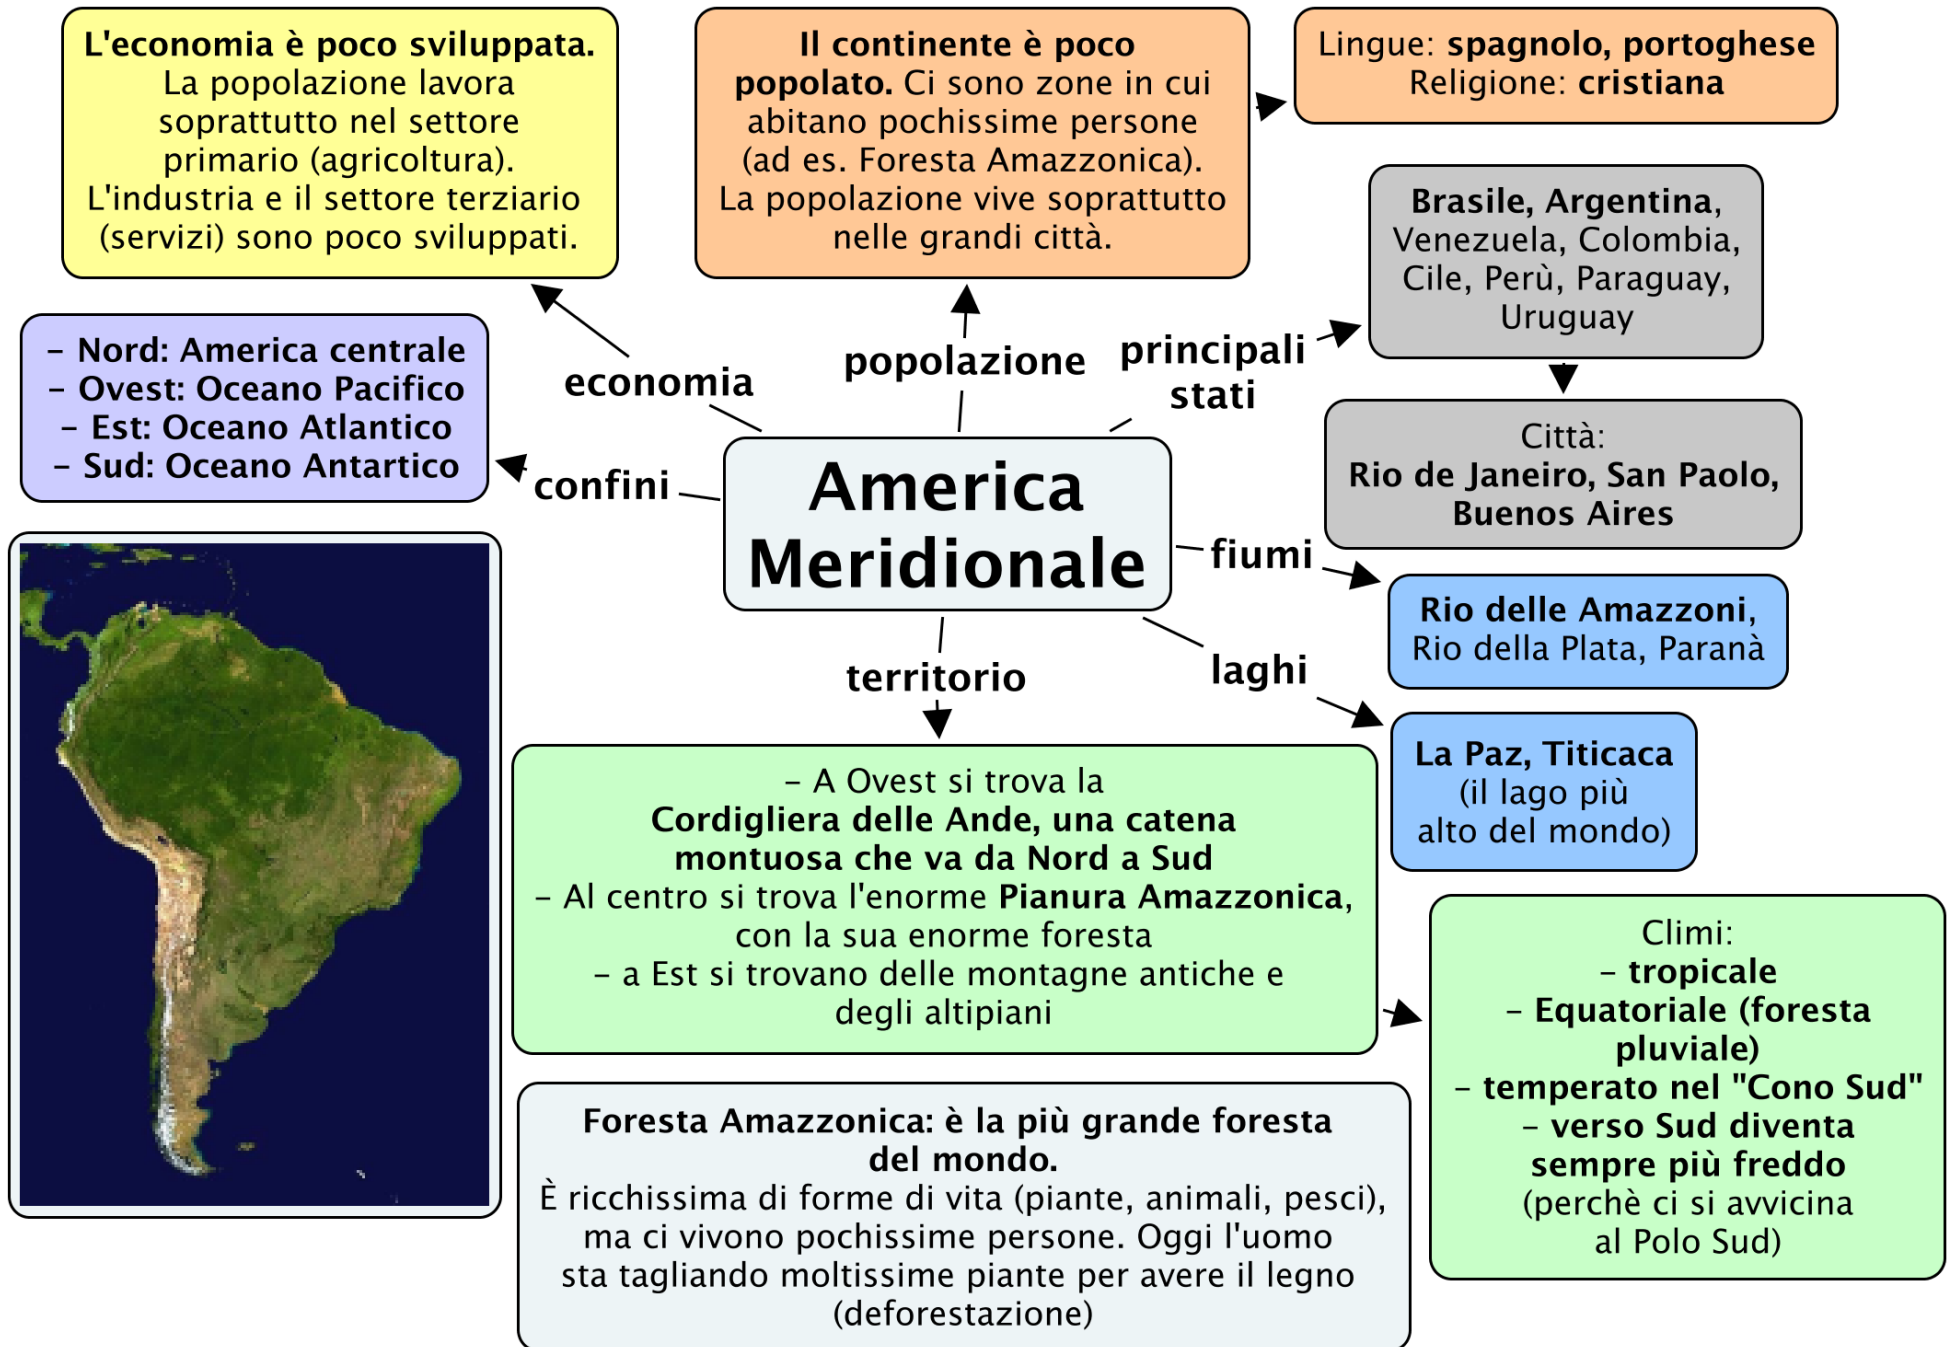 L'economia è poco sviluppata.
La popolazione lavora
soprattutto nel settore
primario (agricoltura).
L'industria e il settore terziario
(servizi) sono poco sviluppati.
Il continente è poco
popolato. Ci sono zone in cui
abitano pochissime persone
(ad es. Foresta Amazzonica).
La popolazione vive soprattutto
nelle grandi città.
Lingue: spagnolo, portoghese
Religione: cristiana
Brasile, Argentina,
Venezuela, Colombia,
Cile, Perù, Paraguay,
Uruguay
– Nord: America centrale
– Ovest: Oceano Pacifico
– Est: Oceano Atlantico
– Sud: Oceano Antartico
economia
popolazione
principali
stati
confini
America
Meridionale
Città:
Rio de Janeiro, San Paolo,
Buenos Aires
fiumi
Rio delle Amazzoni,
Rio della Plata, Paranà
territorio
laghi
La Paz, Titicaca
(il lago più
alto del mondo)
– A Ovest si trova la
Cordigliera delle Ande, una catena
montuosa che va da Nord a Sud
– Al centro si trova l'enorme Pianura Amazzonica,
con la sua enorme foresta
– a Est si trovano delle montagne antiche e
degli altipiani
Climi:
– tropicale
– Equatoriale (foresta
pluviale)
– temperato nel "Cono Sud"
– verso Sud diventa
sempre più freddo
(perchè ci si avvicina
al Polo Sud)
Foresta Amazzonica: è la più grande foresta
del mondo.
È ricchissima di forme di vita (piante, animali, pesci),
ma ci vivono pochissime persone. Oggi l'uomo
sta tagliando moltissime piante per avere il legno
(deforestazione)